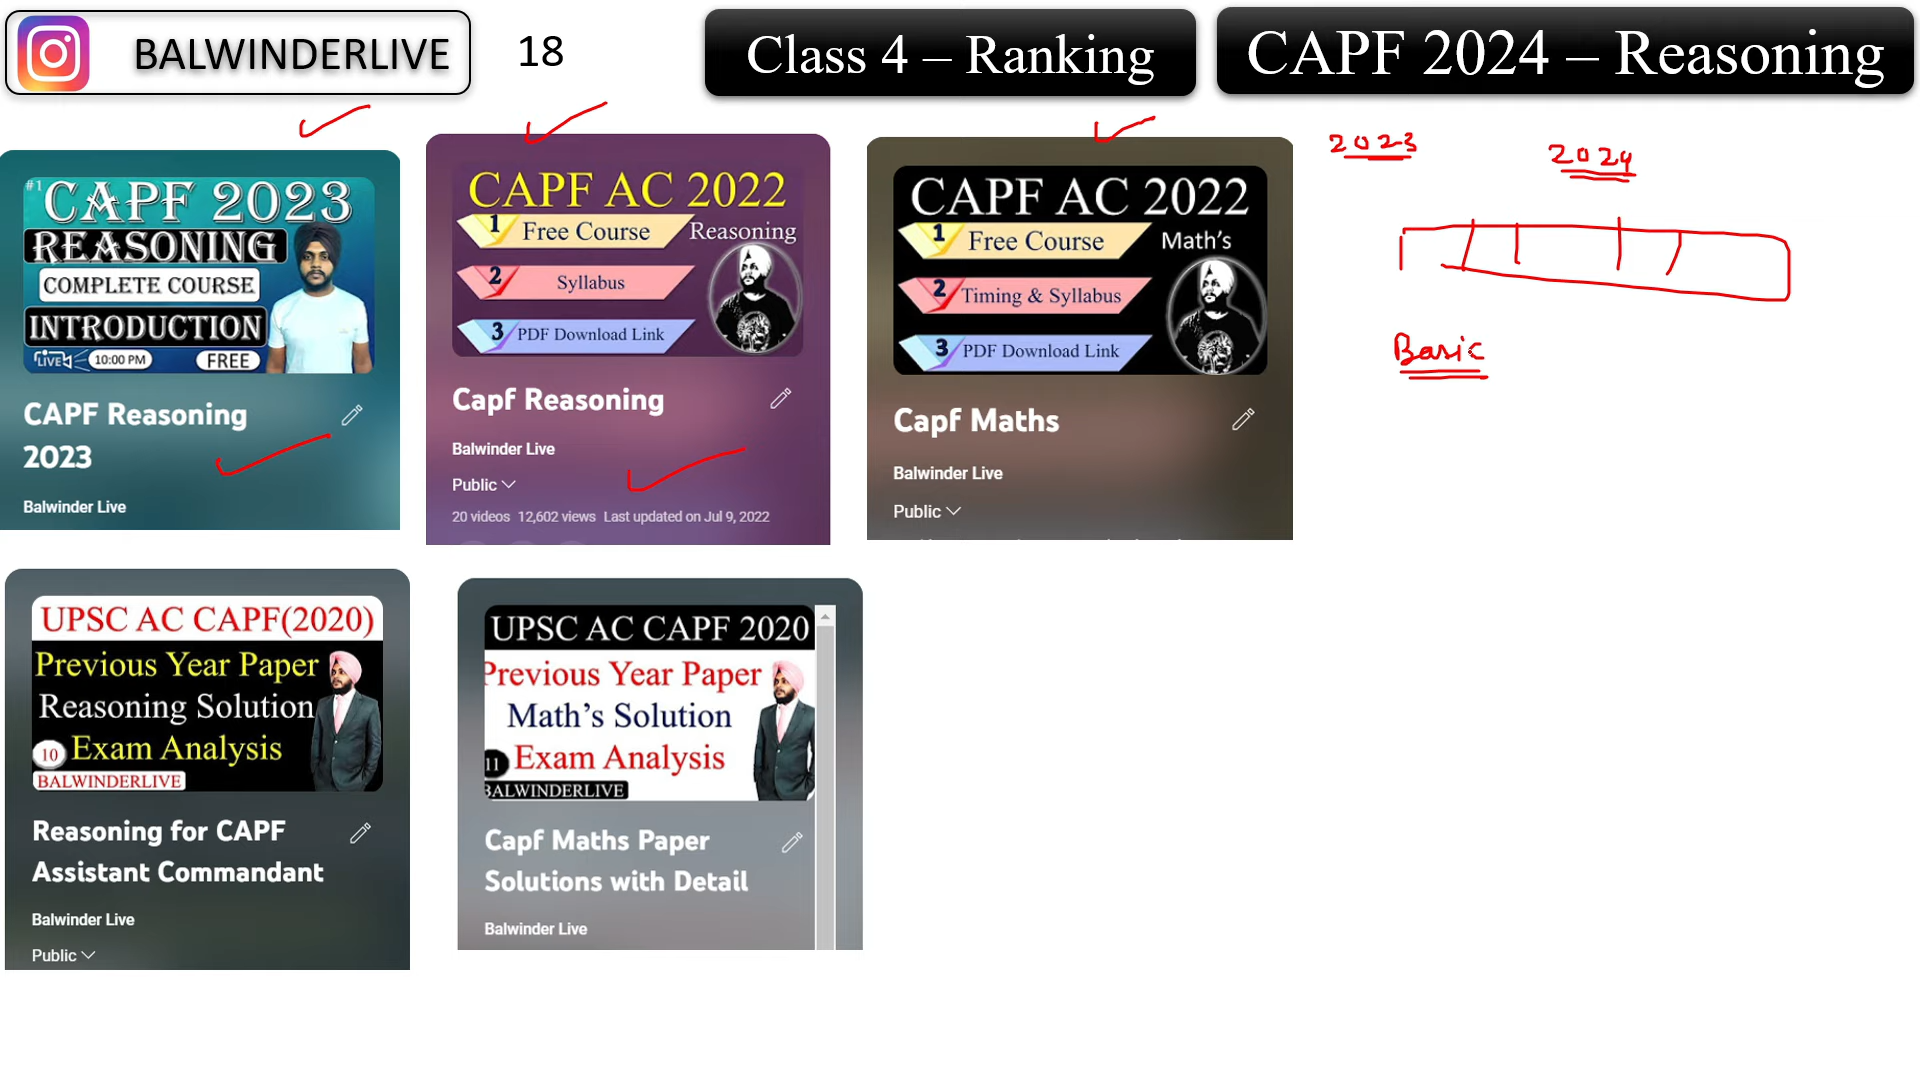 BALWINDERLIVE
18
Class 4 – Ranking
CAPF 2024 – Reasoning
#1
CAPF 2023
REASONING
COMPLETE COURSE
INTRODUCTION
LIVE 10:00 PM FREE
CAPF Reasoning
2023
Balwinder Live
CAPF AC 2022
1 Free Course Reasoning
2 Syllabus
3 PDF Download Link
Capf Reasoning
Balwinder Live
Public
20 videos 12,602 views Last updated on Jul 9, 2022
CAPF AC 2022
1 Free Course Math’s
2 Timing & Syllabus
3 PDF Download Link
Capf Maths
Balwinder Live
Public
2023
2024
Basic
UPSC AC CAPF(2020)
Previous Year Paper
Reasoning Solution
10 Exam Analysis
BALWINDERLIVE
Reasoning for CAPF
Assistant Commandant
Balwinder Live
Public
UPSC AC CAPF 2020
Previous Year Paper
Math’s Solution
11 Exam Analysis
BALWINDERLIVE
Capf Maths Paper
Solutions with Detail
Balwinder Live